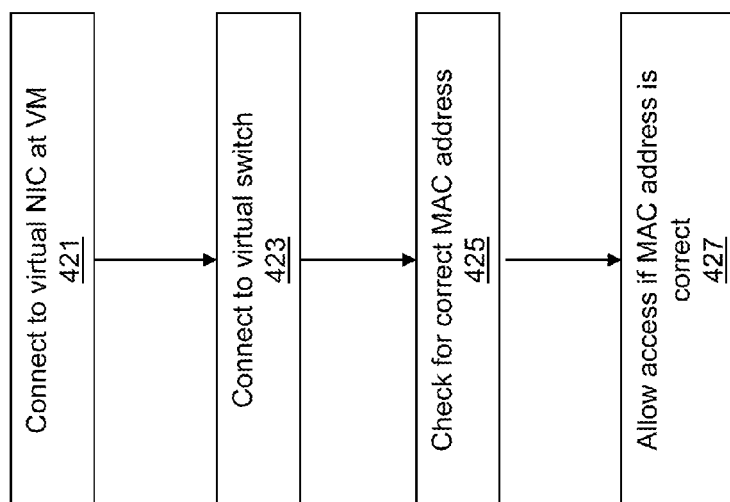 Connect to virtual NIC at VM
421
Connect to virtual switch
423
Check for correct MAC address
425
Allow access if MAC address is
correct
427